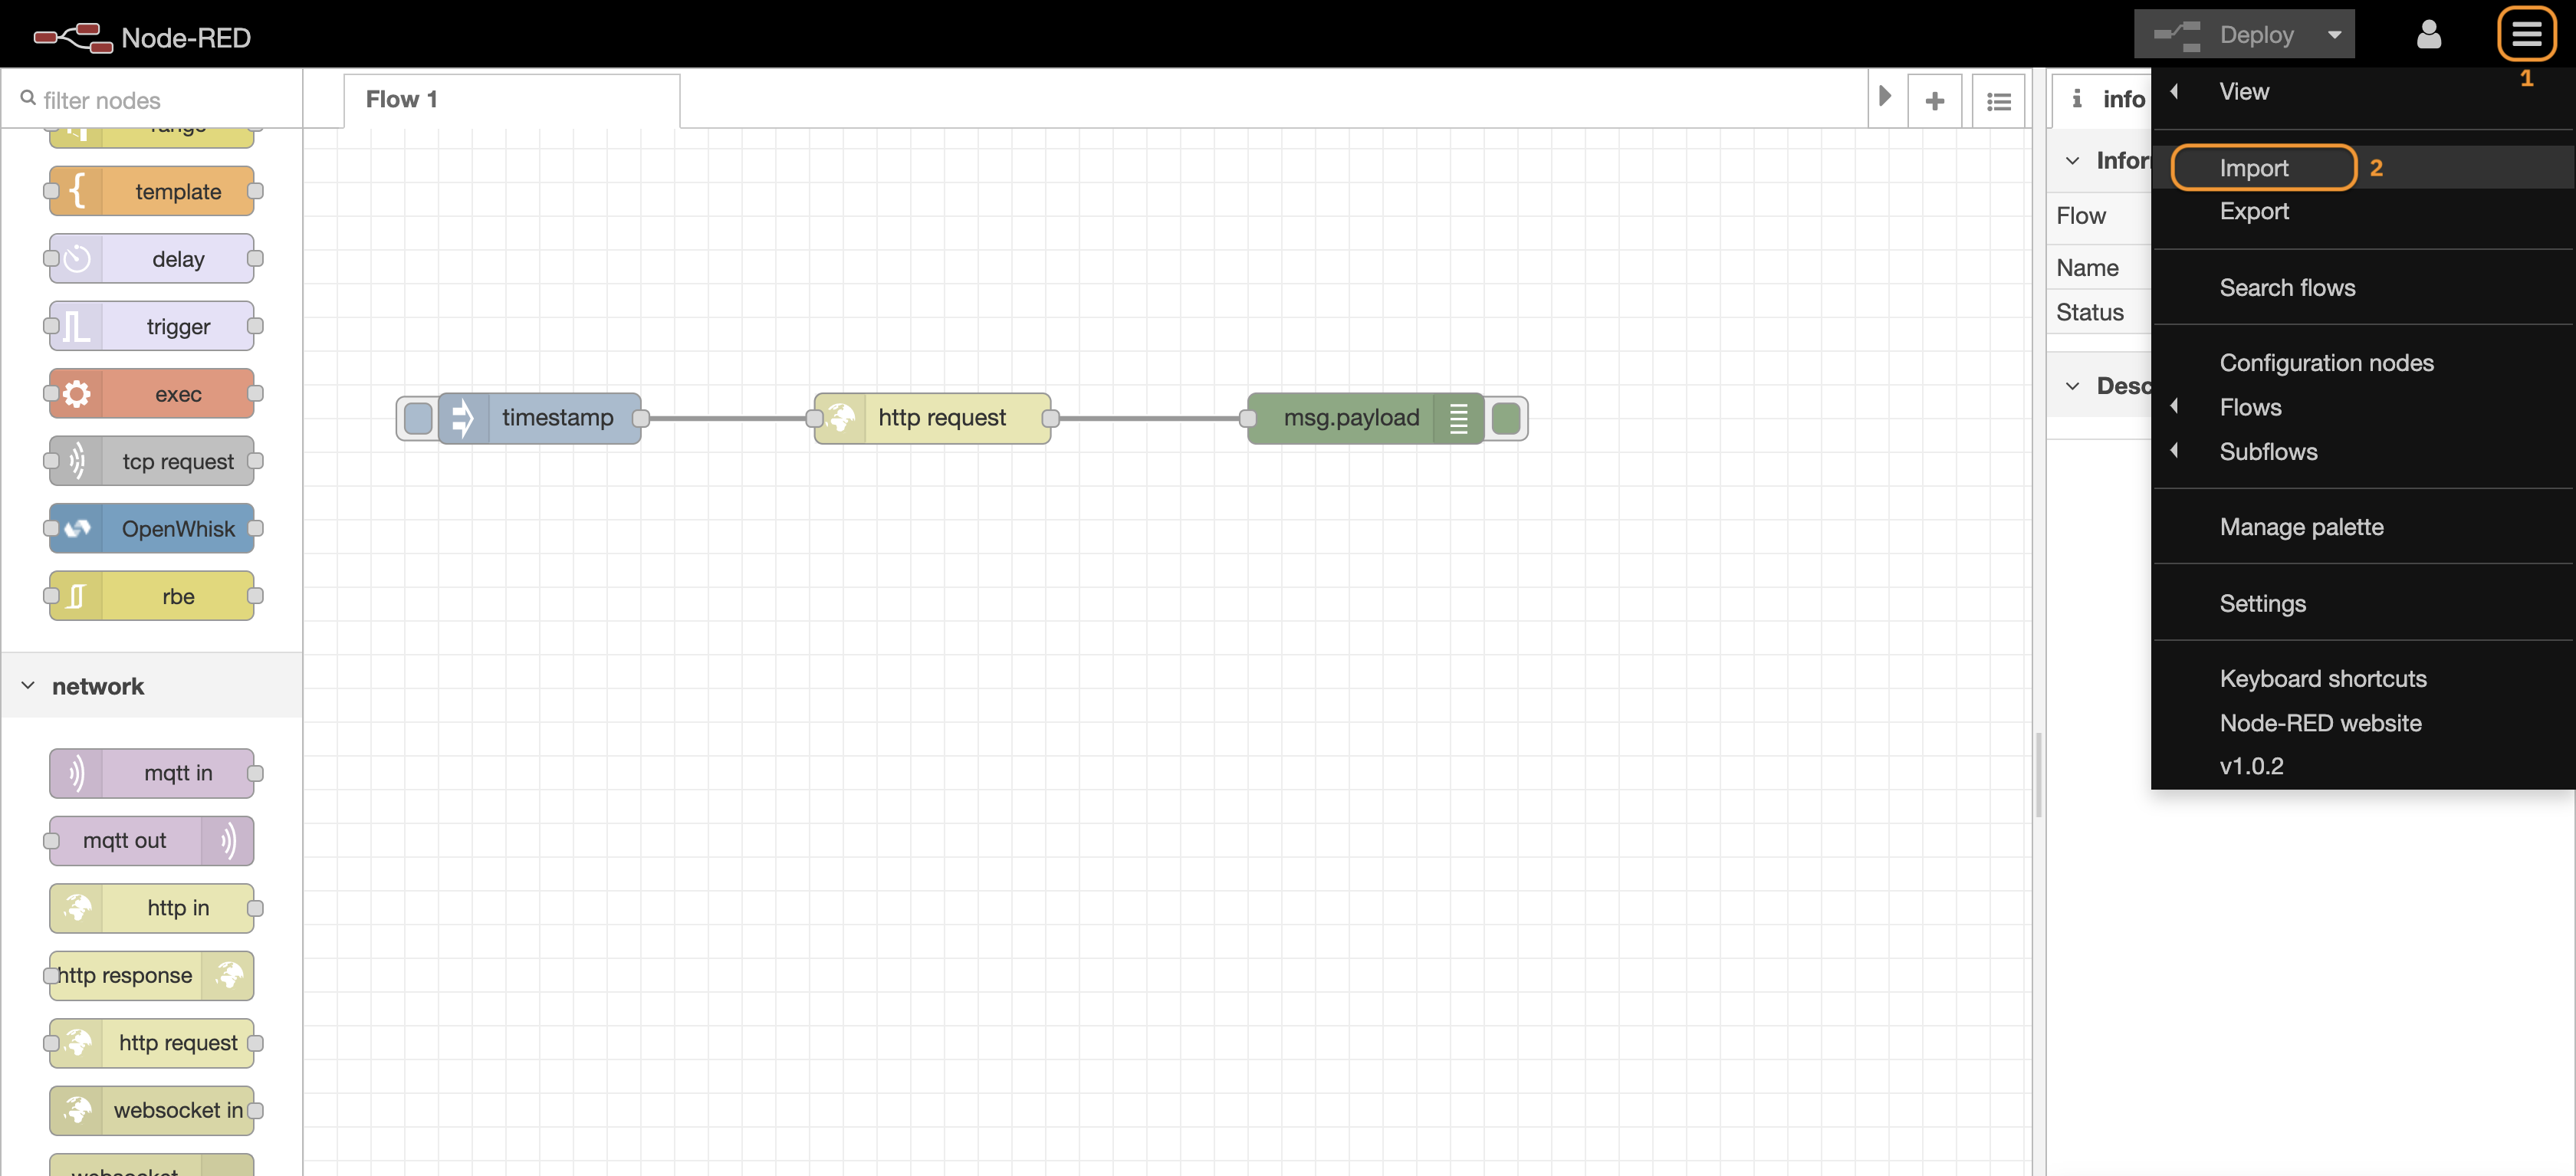 Node-RED
Deploy
1
filter nodes
Flow 1
info
View
range
Infor
Import
2
Export
template
Flow
delay
Name
Search flows
trigger
Status
Configuration nodes
exec
Desc
Flows
timestamp
http request
msg.payload
tcp request
Subflows
OpenWhisk
Manage palette
rbe
Settings
network
Keyboard shortcuts
Node-RED website
mqtt in
v1.0.2
mqtt out
http in
http response
http request
websocket in
websocket